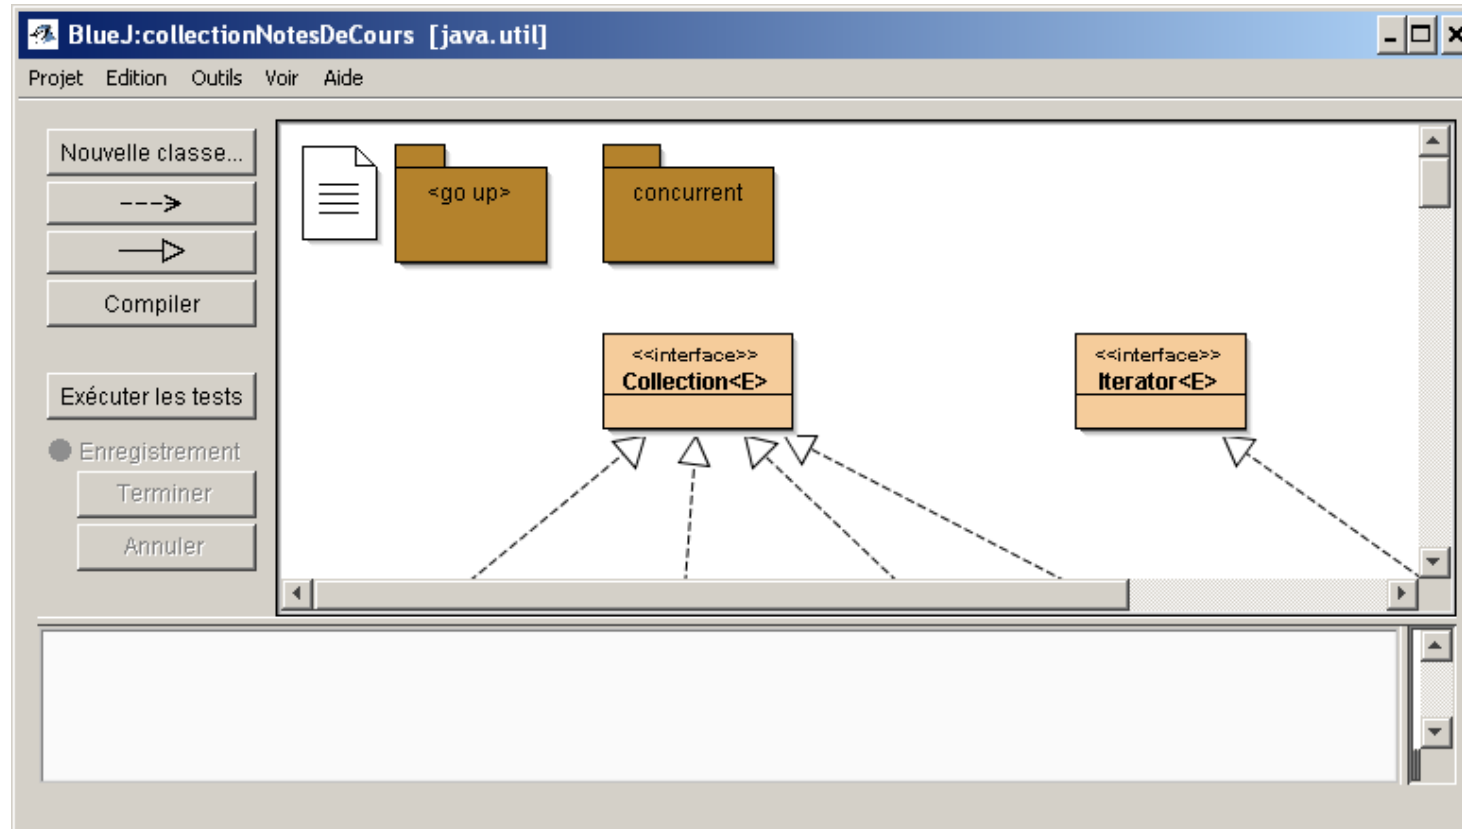 BlueJ:collectionNotesDeCours [java.util]
Projet Edition Outils Voir Aide
Nouvelle classe...
Compiler
Exécuter les tests
Enregistrement
Terminer
Annuler
<go up>
concurrent
<<interface>>
Collection<E>
<<interface>>
Iterator<E>